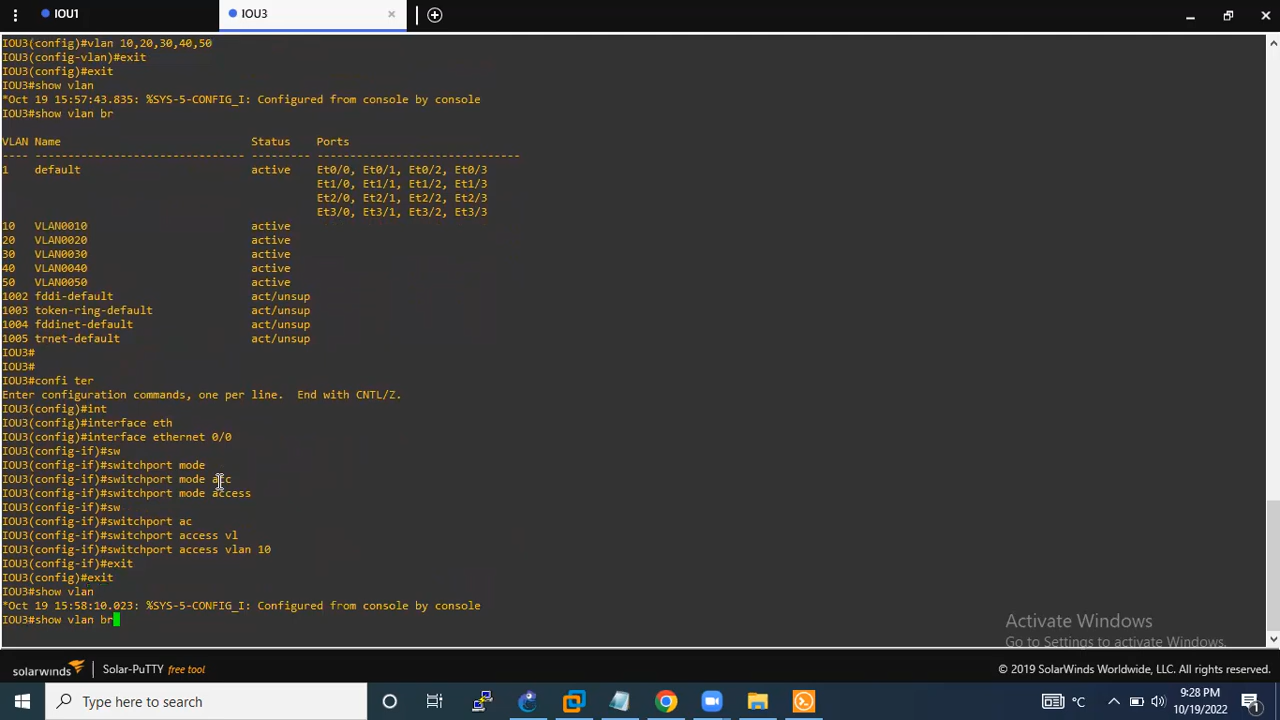 IOU1
IOU3
IOU3(config)#vlan 10,20,30,40,50
IOU3(config-vlan)#exit
IOU3(config)#exit
IOU3#show vlan
*Oct 19 15:57:43.835: %SYS-5-CONFIG_I: Configured from console by console
IOU3#show vlan br
VLAN Name Status Ports
---- -------------------------------- --------- -------------------------------
1 default active Et0/0, Et0/1, Et0/2, Et0/3
Et1/0, Et1/1, Et1/2, Et1/3
Et2/0, Et2/1, Et2/2, Et2/3
Et3/0, Et3/1, Et3/2, Et3/3
10 VLAN0010 active
20 VLAN0020 active
30 VLAN0030 active
40 VLAN0040 active
50 VLAN0050 active
1002 fddi-default act/unsup
1003 token-ring-default act/unsup
1004 fddinet-default act/unsup
1005 trnet-default act/unsup
IOU3#
IOU3#
IOU3#confi ter
Enter configuration commands, one per line. End with CNTL/Z.
IOU3(config)#int
IOU3(config)#interface eth
IOU3(config)#interface ethernet 0/0
IOU3(config-if)#sw
IOU3(config-if)#switchport mode
IOU3(config-if)#switchport mode acc
IOU3(config-if)#switchport mode access
IOU3(config-if)#sw
IOU3(config-if)#switchport ac
IOU3(config-if)#switchport access vl
IOU3(config-if)#switchport access vlan 10
IOU3(config-if)#exit
IOU3(config)#exit
IOU3#show vlan
*Oct 19 15:58:10.023: %SYS-5-CONFIG_I: Configured from console by console
IOU3#show vlan br
Activate Windows
Go to Settings to activate Windows.
solarwinds Solar-PuTTY free tool © 2019 SolarWinds Worldwide, LLC. All rights reserved.
Type here to search
°C
9:28 PM
10/19/2022
1